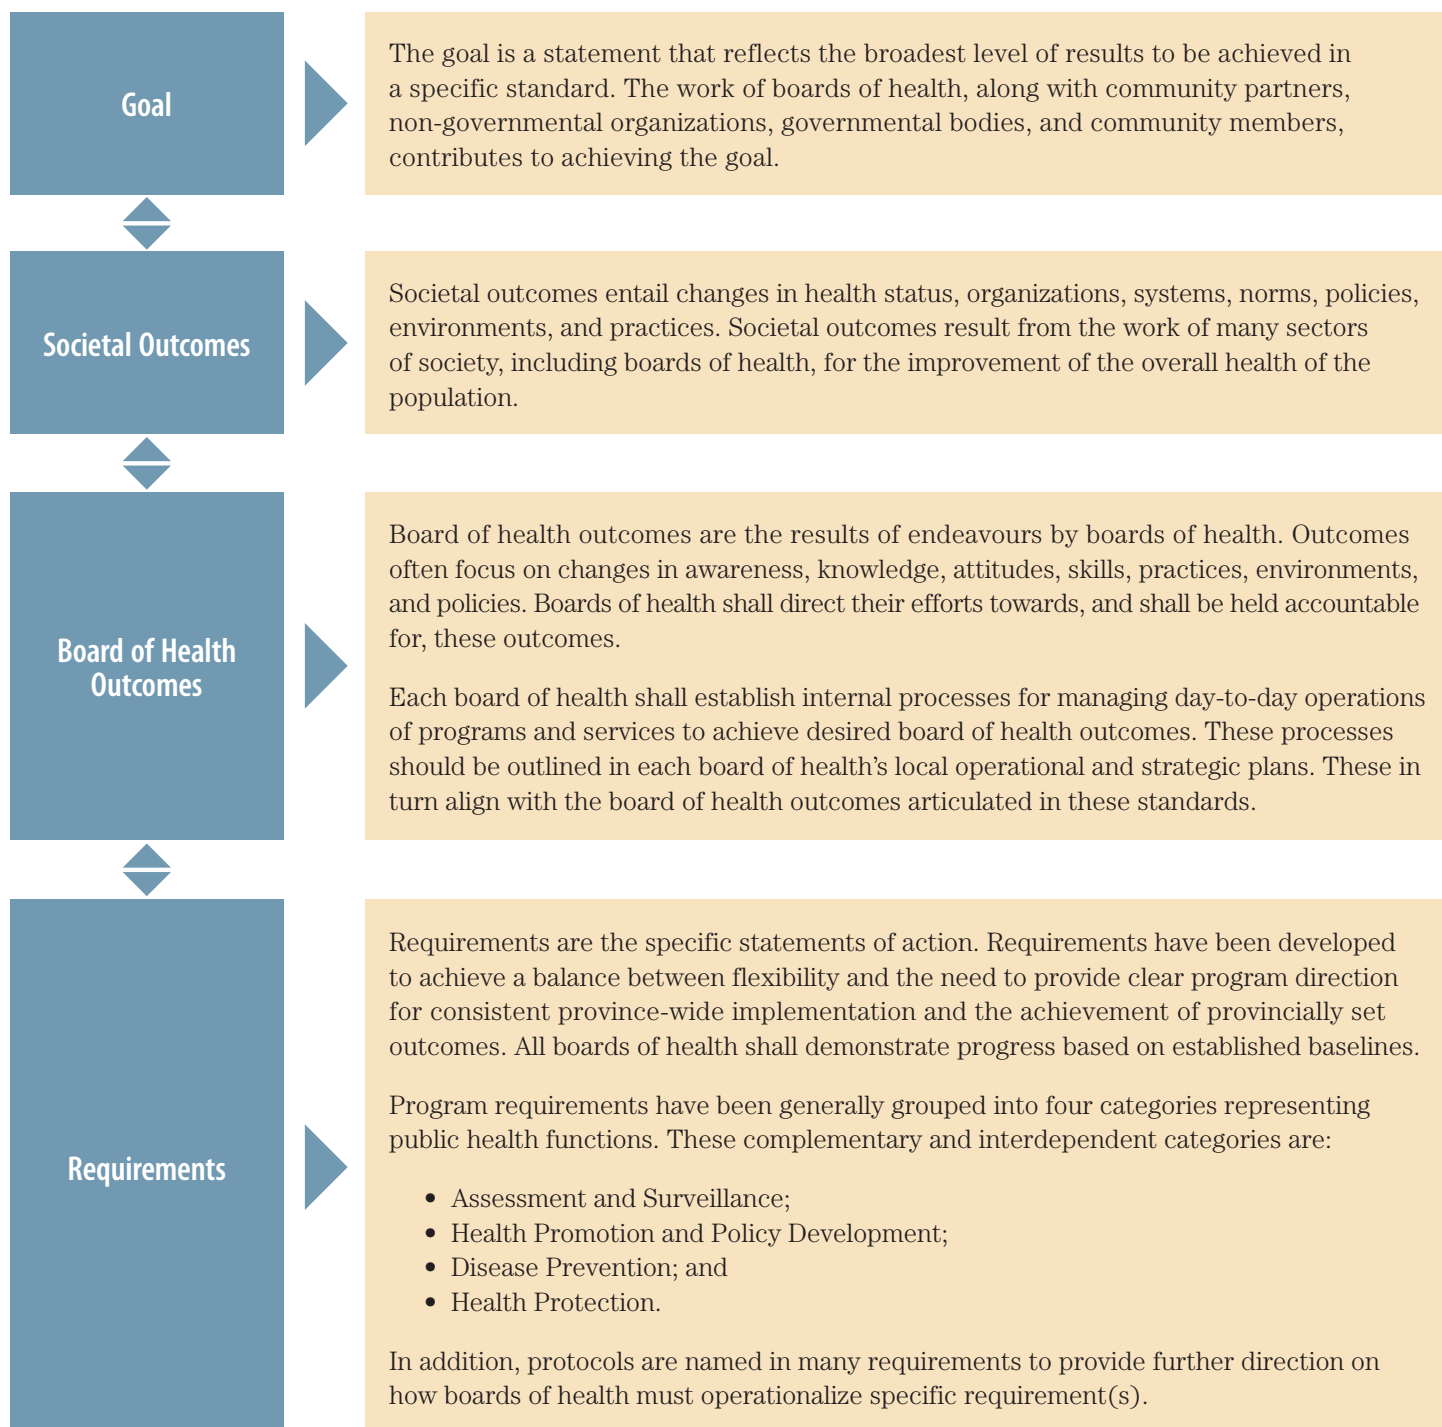 Goal
The goal is a statement that reflects the broadest level of results to be achieved in
a specific standard. The work of boards of health, along with community partners,
non-governmental organizations, governmental bodies, and community members,
contributes to achieving the goal.
Societal Outcomes
Societal outcomes entail changes in health status, organizations, systems, norms, policies,
environments, and practices. Societal outcomes result from the work of many sectors
of society, including boards of health, for the improvement of the overall health of the
population.
Board of Health
Outcomes
Board of health outcomes are the results of endeavours by boards of health. Outcomes
often focus on changes in awareness, knowledge, attitudes, skills, practices, environments,
and policies. Boards of health shall direct their efforts towards, and shall be held accountable
for, these outcomes.
Each board of health shall establish internal processes for managing day-to-day operations
of programs and services to achieve desired board of health outcomes. These processes
should be outlined in each board of health's local operational and strategic plans. These in
turn align with the board of health outcomes articulated in these standards.
Requirements
Requirements are the specific statements of action. Requirements have been developed
to achieve a balance between flexibility and the need to provide clear program direction
for consistent province-wide implementation and the achievement of provincially set
outcomes. All boards of health shall demonstrate progress based on established baselines.
Program requirements have been generally grouped into four categories representing
public health functions. These complementary and interdependent categories are:
• Assessment and Surveillance;
• Health Promotion and Policy Development;
• Disease Prevention; and
• Health Protection.
In addition, protocols are named in many requirements to provide further direction on
how boards of health must operationalize specific requirement(s).